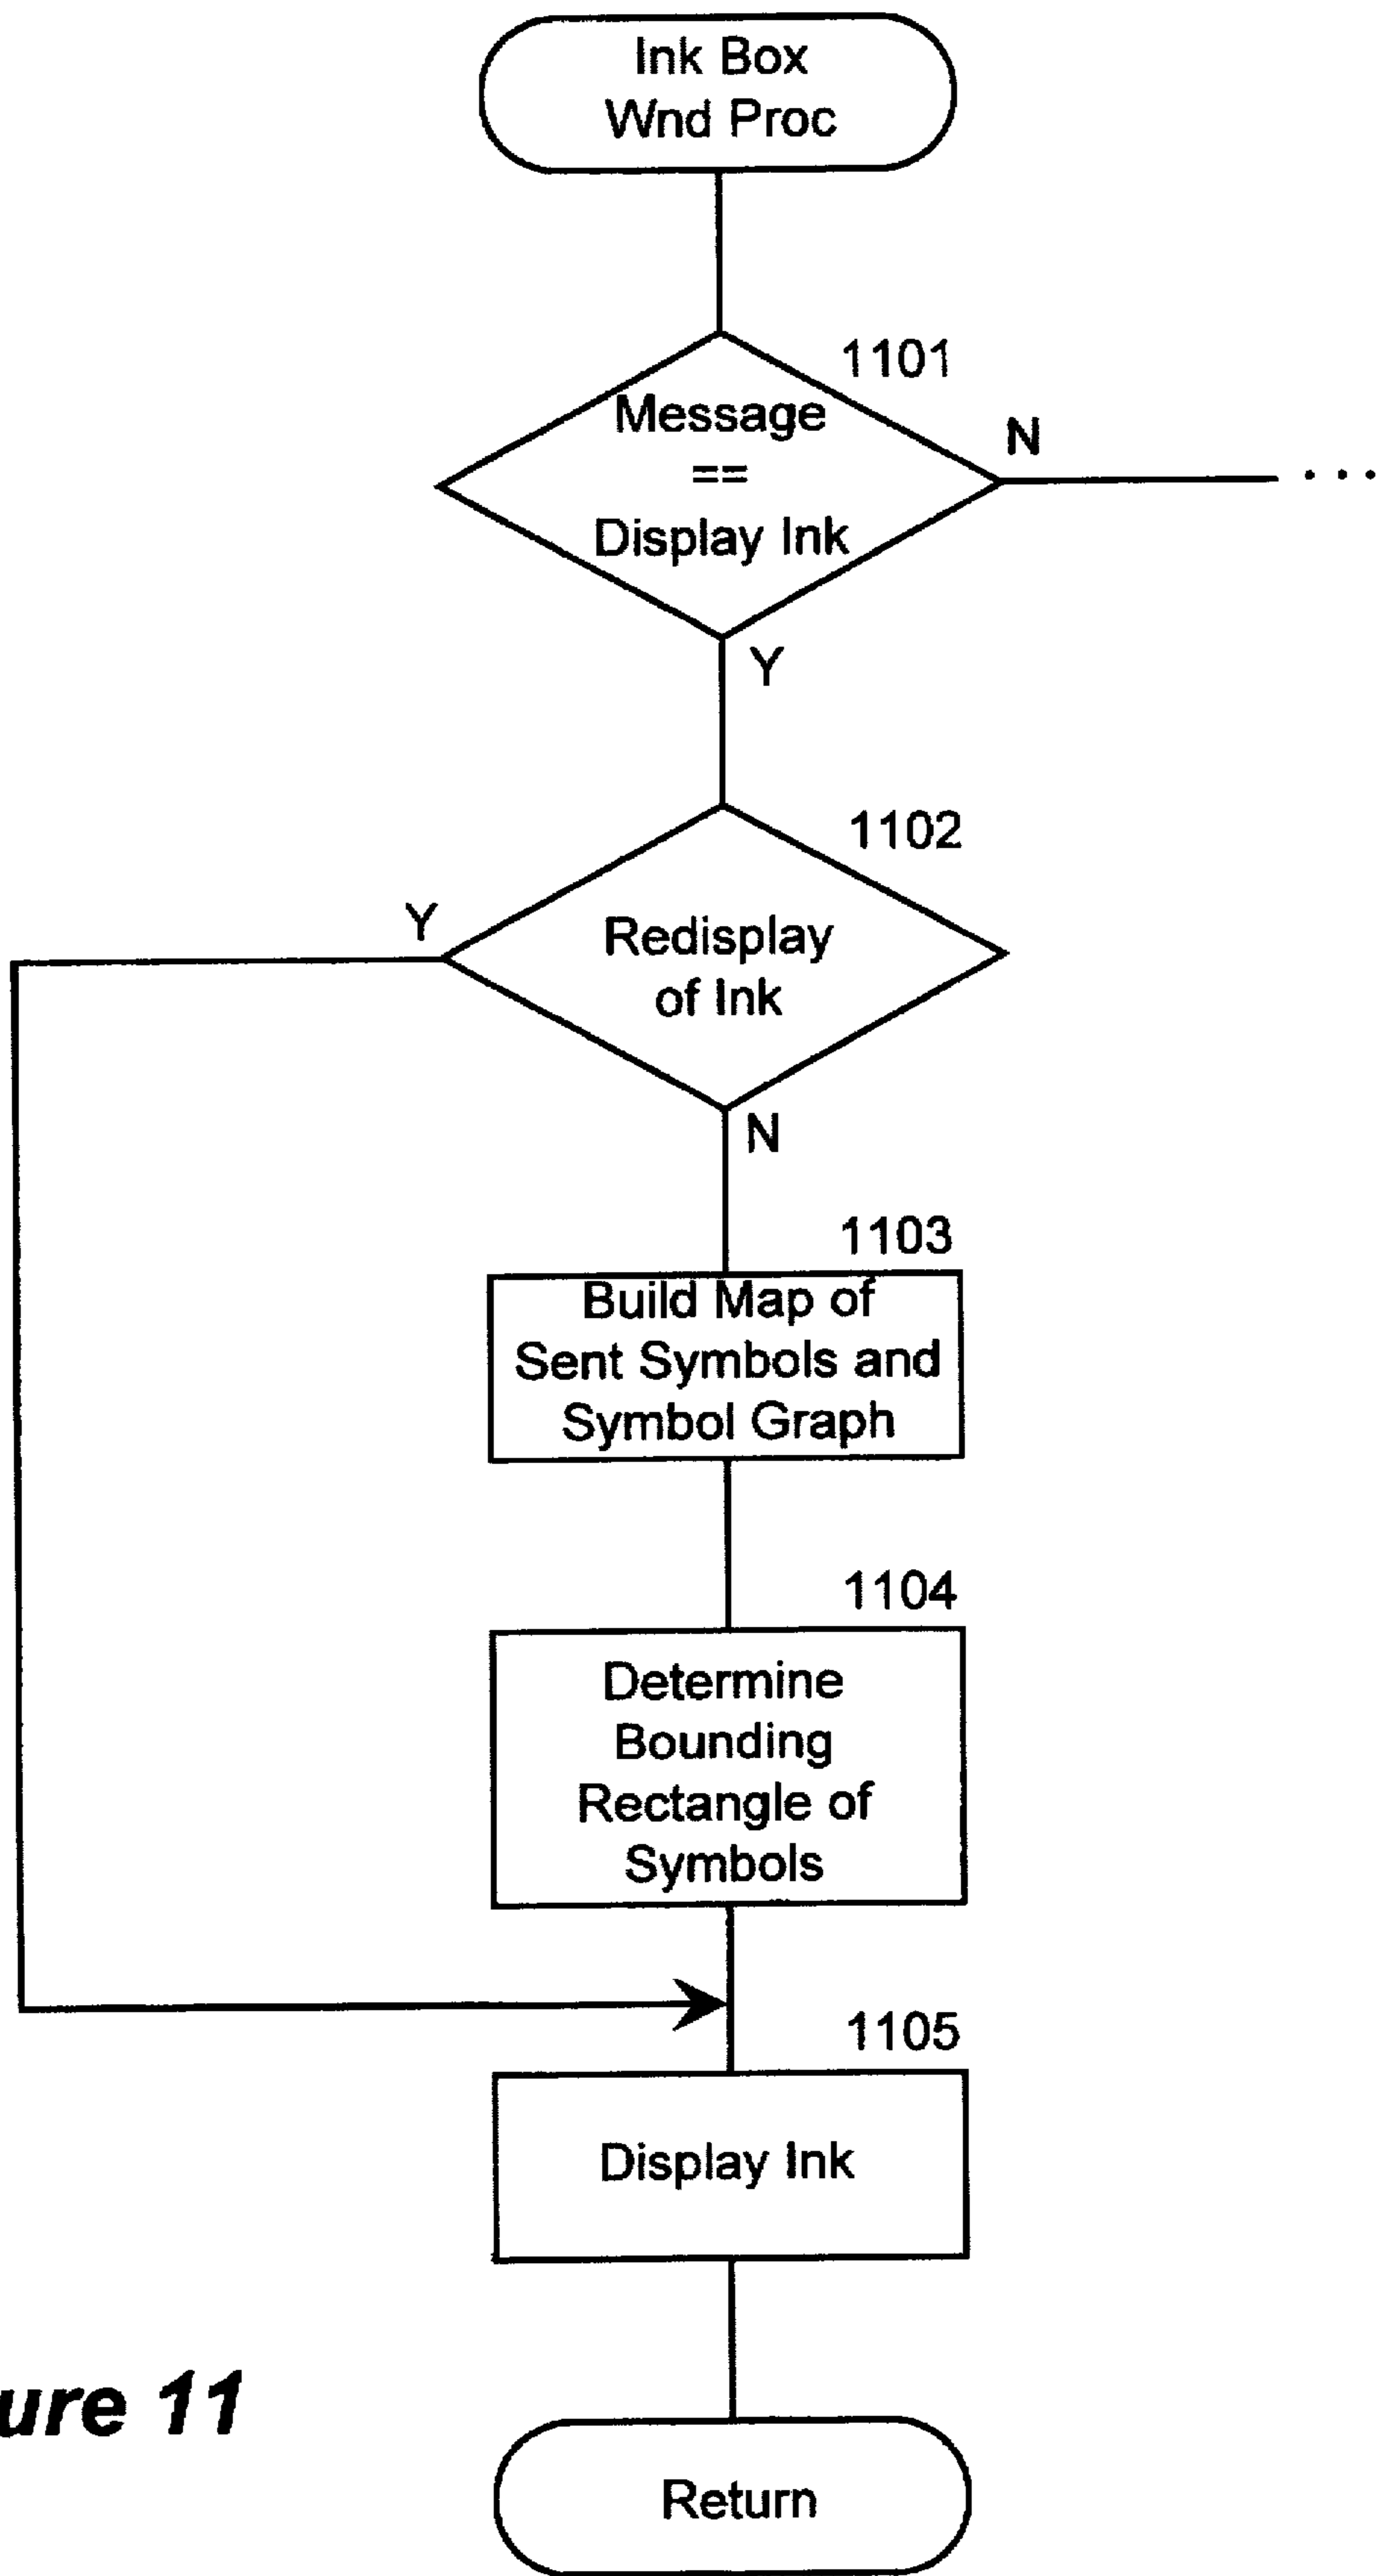 Ink Box
Wnd Proc
1101
Message
==
Display Ink
N
...
Y
1102
Y
Redisplay
of Ink
N
1103
Build Map of
Sent Symbols and
Symbol Graph
1104
Determine
Bounding
Rectangle of
Symbols
1105
Display Ink
ure 11
Return